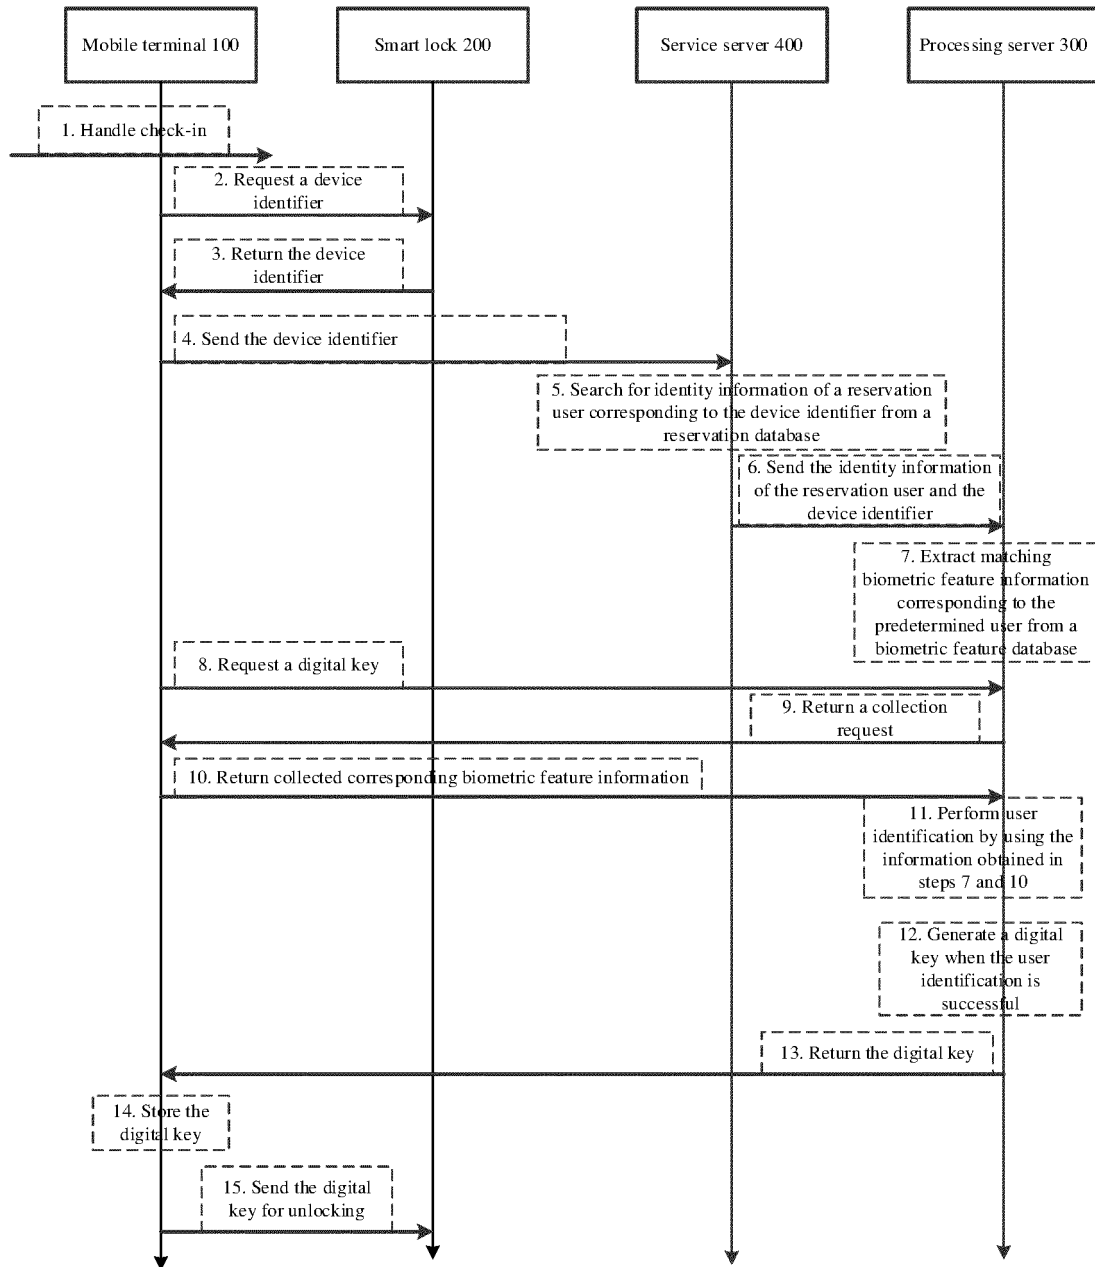 Mobile terminal 100
Smart lock 200
Service server 400
Processing server 300
1. Handle check-in
2. Request a device
identifier
3. Return the device
identifier
4. Send the device identifier
5. Search for identity information of a reservation
user corresponding to the device identifier from a
reservation database
6. Send the identity information
of the reservation user and the
device identifier
7. Extract matching
biometric feature information
corresponding to the
predetermined user from a
biometric feature database
8. Request a digital key
9. Return a collection
request
10. Return collected corresponding biometric feature information
11. Perform user
identification by using the
information obtained in
steps 7 and 10
12. Generate a digital
key when the user
identification is
successful
13. Return the digital key
14. Store the
digital key
15. Send the digital
key for unlocking